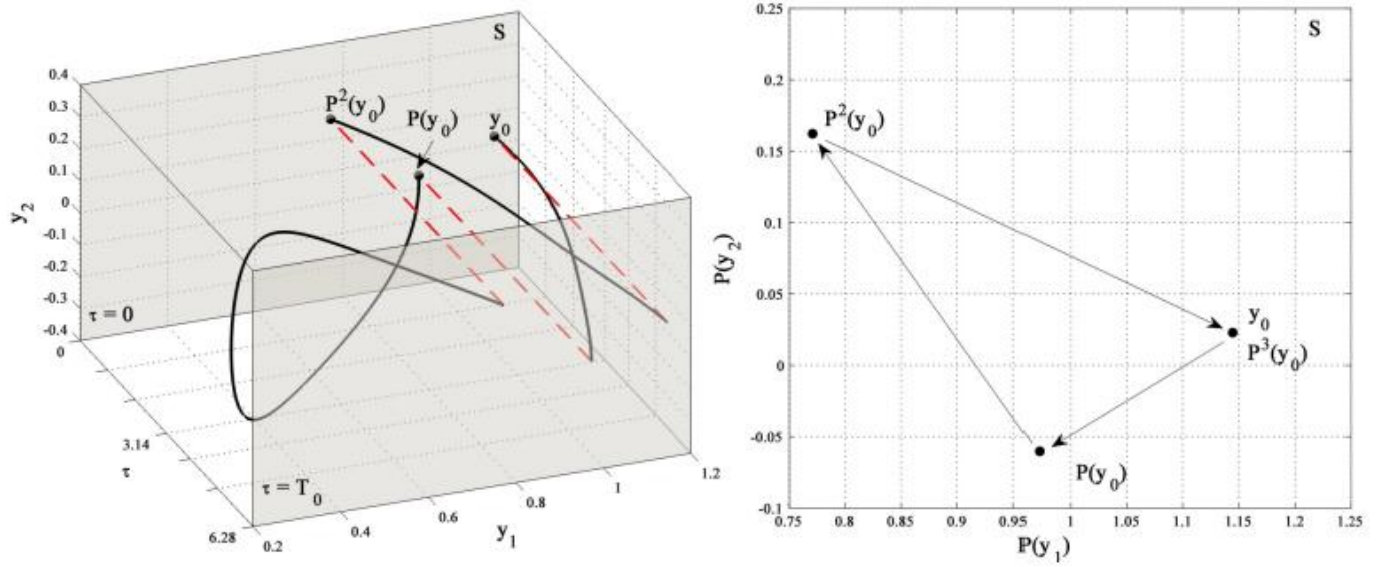 S
0.4
0.3
0.2
0.1
0
-0.1
-0.2
-0.3
-0.4
y₂
P²(y₀)
P(y₀)
y₀
τ = 0
0
3.14
6.28
τ
τ = T₀
0.2
0.4
0.6
0.8
1
1.2
y₁
S
0.25
0.2
0.15
0.1
0.05
0
-0.05
-0.1
P(y₂)
P²(y₀)
y₀
P³(y₀)
P(y₀)
0.75 0.8 0.85 0.9 0.95 1 1.05 1.1 1.15 1.2 1.25
P(y₁)